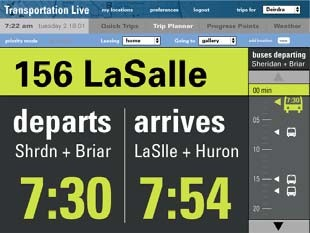 Transportation Live my locations preferences logout trips for Deirdra
7:22 am tuesday 2.18.01 Quick Trips Trip Planner Progress Points Weather
priority mode Leaving home Going to gallery add location
buses departing
Sheridan + Briar
156 LaSalle
00 min
7:30
05
10
15
20
departs arrives
Shrdn + Briar LaSlle + Huron
7:30 7:54